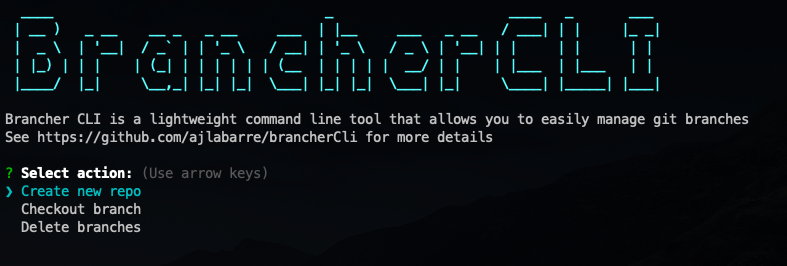 BrancherCLI
Brancher CLI is a lightweight command line tool that allows you to easily manage git branches
See https://github.com/ajlabarre/brancherCli for more details
? Select action: (Use arrow keys)
❯ Create new repo
Checkout branch
Delete branches